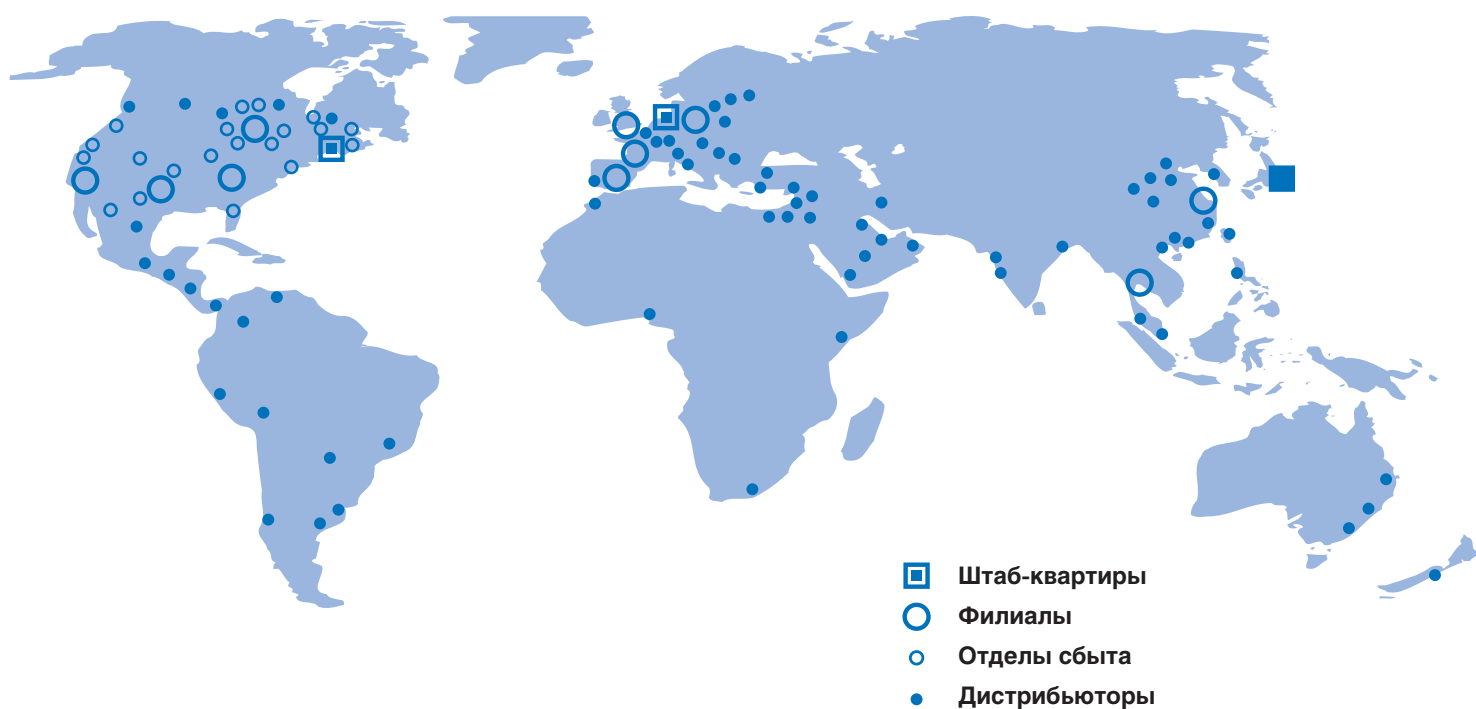 Штаб-квартиры
Филиалы
Отделы сбыта
Дистрибьюторы